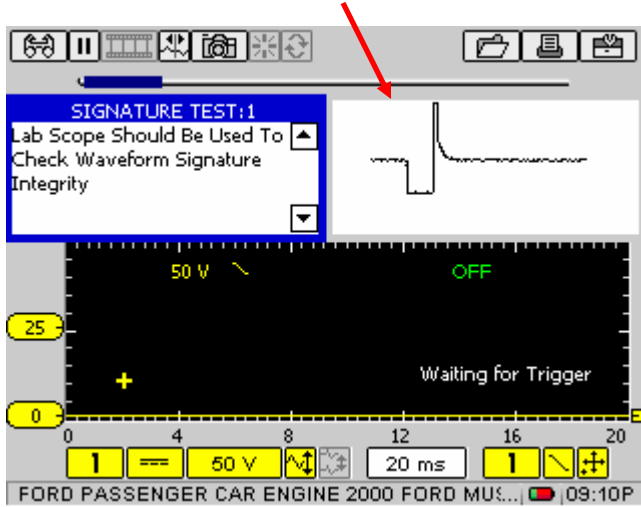 SIGNATURE TEST:1
Lab Scope Should Be Used To
Check Waveform Signature
Integrity
50 V
OFF
25
Waiting for Trigger
0
0 4 8 12 16 20
1 50 V 20 ms 1
FORD PASSENGER CAR ENGINE 2000 FORD MUS... 09:10P